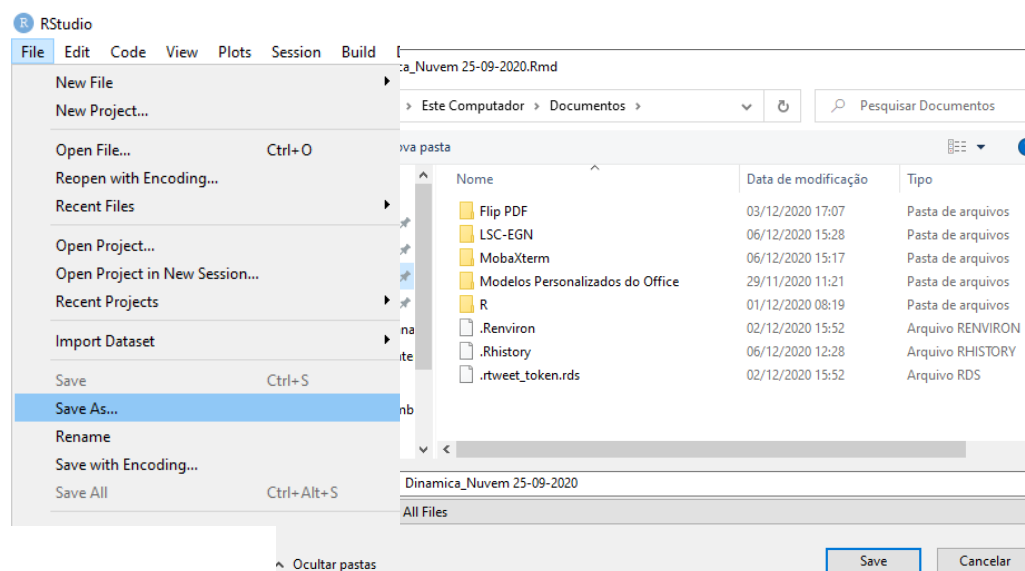 RStudio
File Edit Code View Plots Session Build
New File
New Project...
Open File... Ctrl+O
Reopen with Encoding...
Recent Files
Open Project...
Open Project in New Session...
Recent Projects
Import Dataset
Save Ctrl+S
Save As...
Rename
Save with Encoding...
Save All Ctrl+Alt+S
ca_Nuvem 25-09-2020.Rmd
Este Computador > Documentos >
Pesquisar Documentos
ova pasta
Nome Data de modificação Tipo
Flip PDF 03/12/2020 17:07 Pasta de arquivos
LSC-EGN 06/12/2020 15:28 Pasta de arquivos
MobaXterm 06/12/2020 15:17 Pasta de arquivos
Modelos Personalizados do Office 29/11/2020 11:21 Pasta de arquivos
R 01/12/2020 08:19 Pasta de arquivos
.Renviron 02/12/2020 15:52 Arquivo RENVIRON
.Rhistory 06/12/2020 12:28 Arquivo RHISTORY
.rtweet_token.rds 02/12/2020 15:52 Arquivo RDS
Dinamica_Nuvem 25-09-2020
All Files
Ocultar pastas
Save Cancelar